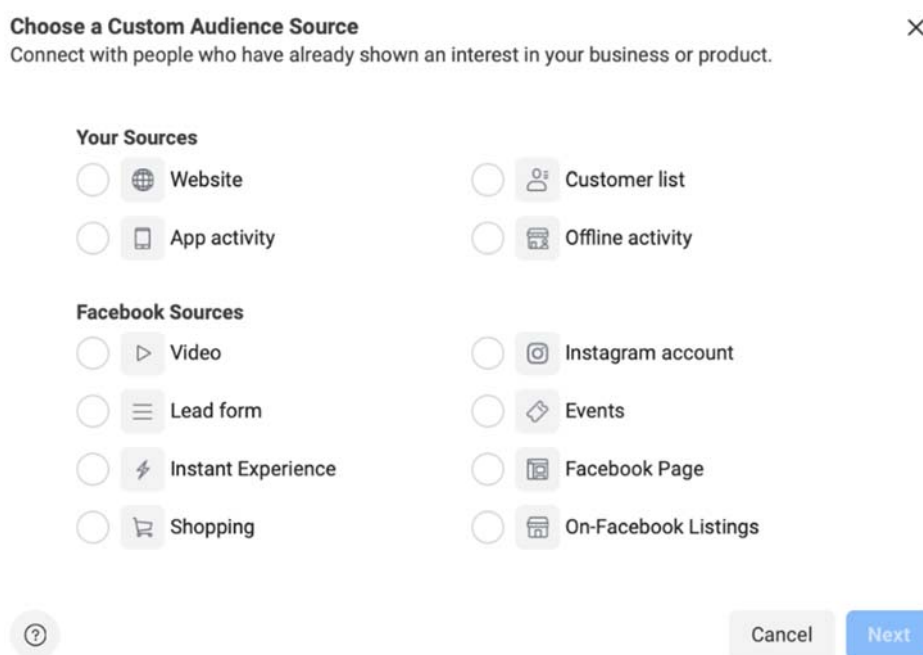 Choose a Custom Audience Source
Connect with people who have already shown an interest in your business or product.
Your Sources
Website
Customer list
App activity
Offline activity
Facebook Sources
Video
Instagram account
Lead form
Events
Instant Experience
Facebook Page
Shopping
On-Facebook Listings
Cancel
Next